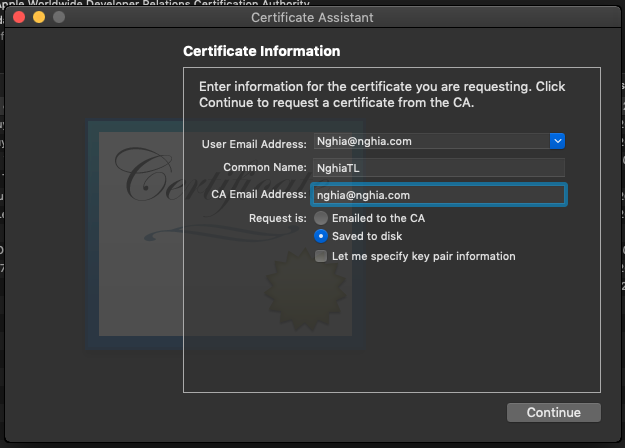 Apple Worldwide Developer Relations Certification Authority
Certificate Assistant
Certificate Information
Enter information for the certificate you are requesting. Click
Continue to request a certificate from the CA.
User Email Address: Nghia@nghia.com
Common Name: NghiaTL
CA Email Address: nghia@nghia.com
Request is: Emailed to the CA
Saved to disk
Let me specify key pair information
Certificate
Continue